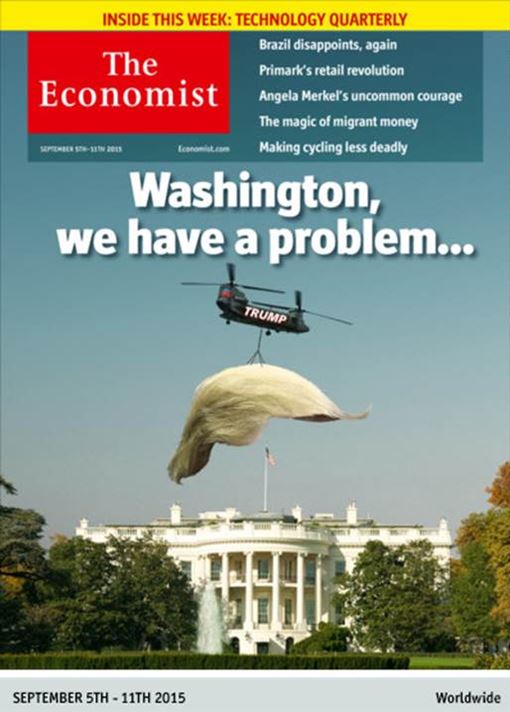 INSIDE THIS WEEK: TECHNOLOGY QUARTERLY
The
Economist
SEPTEMBER 5TH–11TH 2015 Economist.com
Brazil disappoints, again
Primark's retail revolution
Angela Merkel's uncommon courage
The magic of migrant money
Making cycling less deadly
Washington,
we have a problem...
TRUMP
SEPTEMBER 5TH - 11TH 2015 Worldwide